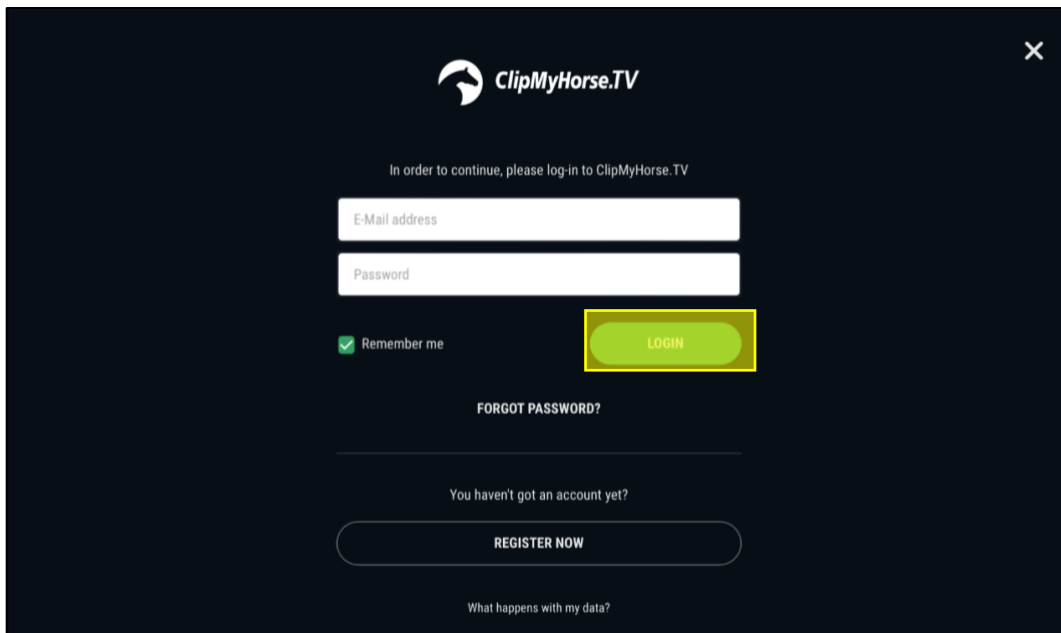 ClipMyHorse.TV
In order to continue, please log-in to ClipMyHorse.TV
E-Mail address
Password
Remember me
LOGIN
FORGOT PASSWORD?
You haven't got an account yet?
REGISTER NOW
What happens with my data?